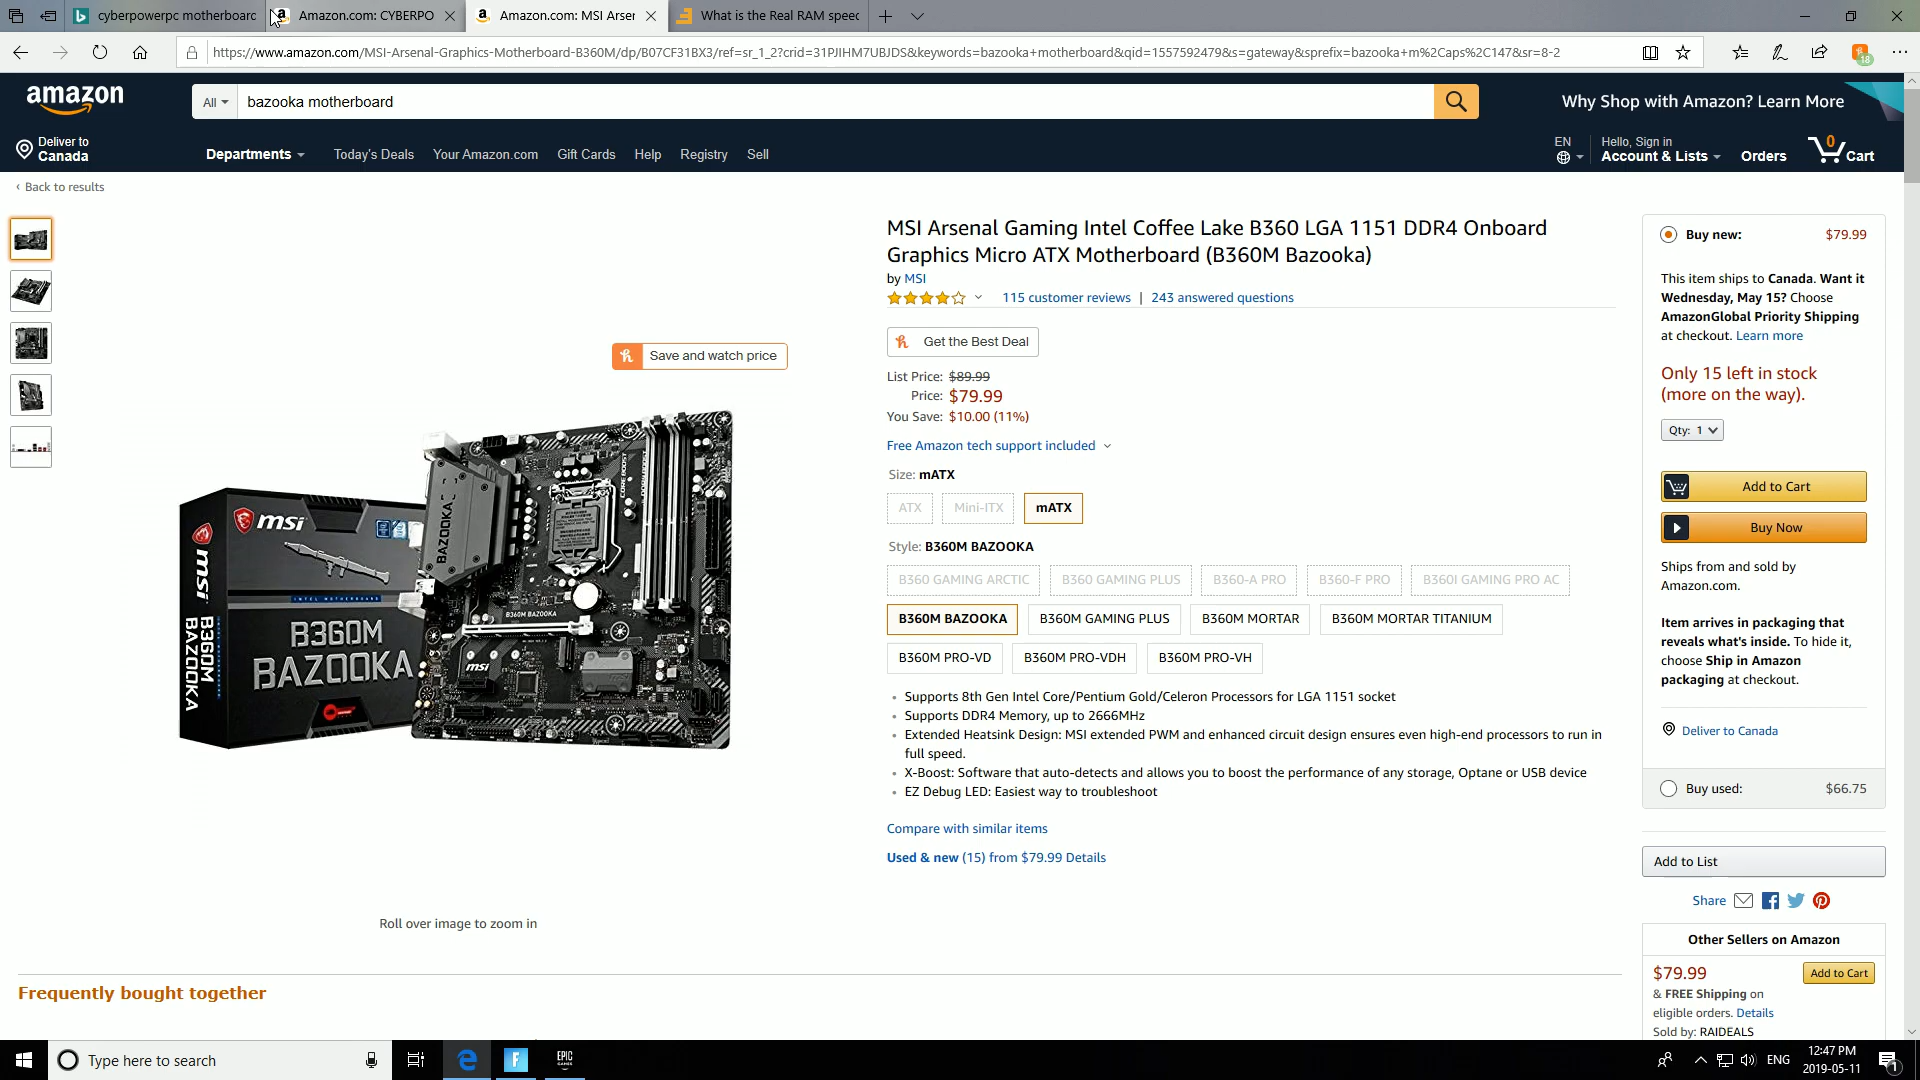 cyberpowerpc motherboarc
Amazon.com: CYBERPO
Amazon.com: MSI Arser
What is the Real RAM speed
https://www.amazon.com/MSI-Arsenal-Graphics-Motherboard-B360M/dp/B07CF31BX3/ref=sr_1_2?crid=31PJIHM7UBJDS&keywords=bazooka+motherboard&qid=1557592479&s=gateway&sprefix=bazooka+m%2Caps%2C147&sr=8-2
18
amazon
All
bazooka motherboard
Why Shop with Amazon? Learn More
Deliver to
Canada
Departments
Today's Deals
Your Amazon.com
Gift Cards
Help
Registry
Sell
EN
Hello, Sign in
Account & Lists
Orders
0
Cart
‹ Back to results
Save and watch price
msi
INTEL MOTHERBOARD
B360M
BAZOOKA
msi
B360M
BAZOOKA
BAZOOKA
CORE BOOST
B360M BAZOOKA
msi
Roll over image to zoom in
MSI Arsenal Gaming Intel Coffee Lake B360 LGA 1151 DDR4 Onboard
Graphics Micro ATX Motherboard (B360M Bazooka)
by MSI
115 customer reviews | 243 answered questions
Get the Best Deal
List Price: $89.99
Price: $79.99
You Save: $10.00 (11%)
Free Amazon tech support included
Size: mATX
ATX
Mini-ITX
mATX
Style: B360M BAZOOKA
B360 GAMING ARCTIC
B360 GAMING PLUS
B360-A PRO
B360-F PRO
B360I GAMING PRO AC
B360M BAZOOKA
B360M GAMING PLUS
B360M MORTAR
B360M MORTAR TITANIUM
B360M PRO-VD
B360M PRO-VDH
B360M PRO-VH
• Supports 8th Gen Intel Core/Pentium Gold/Celeron Processors for LGA 1151 socket
• Supports DDR4 Memory, up to 2666MHz
• Extended Heatsink Design: MSI extended PWM and enhanced circuit design ensures even high-end processors to run in
full speed.
• X-Boost: Software that auto-detects and allows you to boost the performance of any storage, Optane or USB device
• EZ Debug LED: Easiest way to troubleshoot
Compare with similar items
Used & new (15) from $79.99 Details
Buy new: $79.99
This item ships to Canada. Want it
Wednesday, May 15? Choose
AmazonGlobal Priority Shipping
at checkout. Learn more
Only 15 left in stock
(more on the way).
Qty: 1
Add to Cart
Buy Now
Ships from and sold by
Amazon.com.
Item arrives in packaging that
reveals what's inside. To hide it,
choose Ship in Amazon
packaging at checkout.
Deliver to Canada
Buy used: $66.75
Add to List
Share
Other Sellers on Amazon
$79.99
Add to Cart
& FREE Shipping on
eligible orders. Details
Sold by: RAIDEALS
Frequently bought together
Type here to search
EPIC
GAMES
ENG
12:47 PM
2019-05-11
1